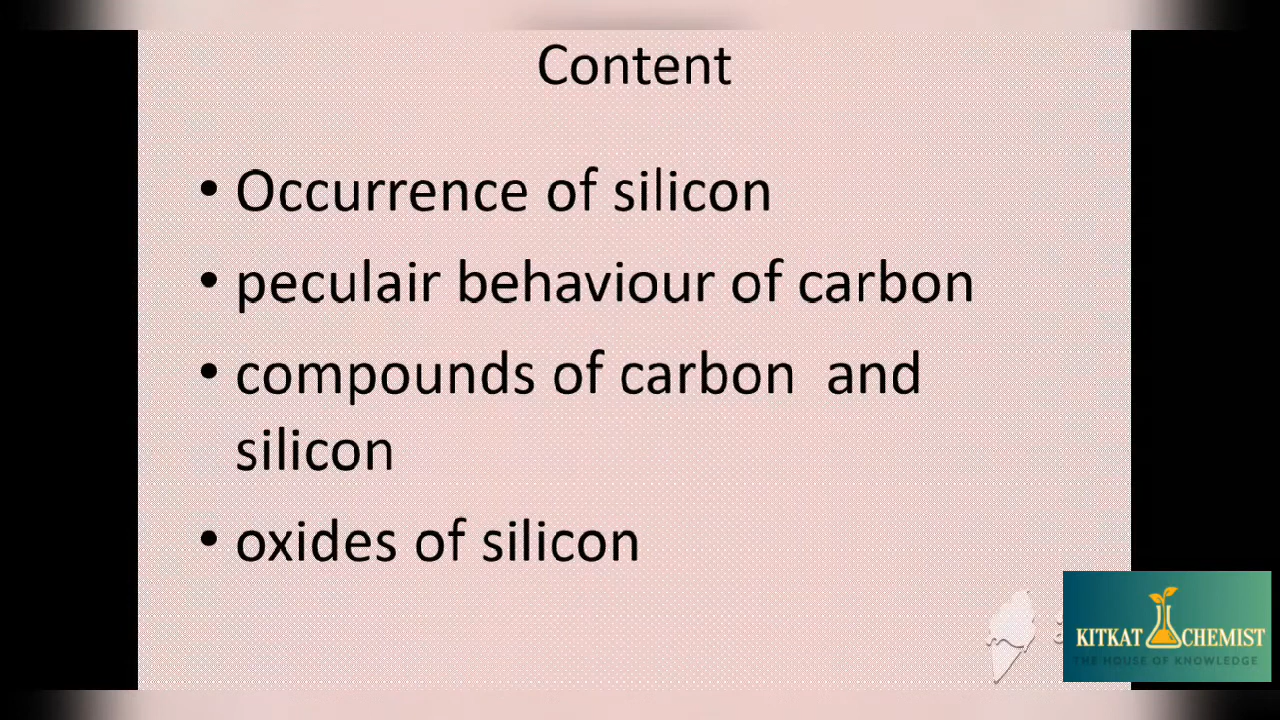 Content
• Occurrence of silicon
• peculair behaviour of carbon
• compounds of carbon and
silicon
• oxides of silicon
KITKAT CHEMIST
THE HOUSE OF KNOWLEDGE